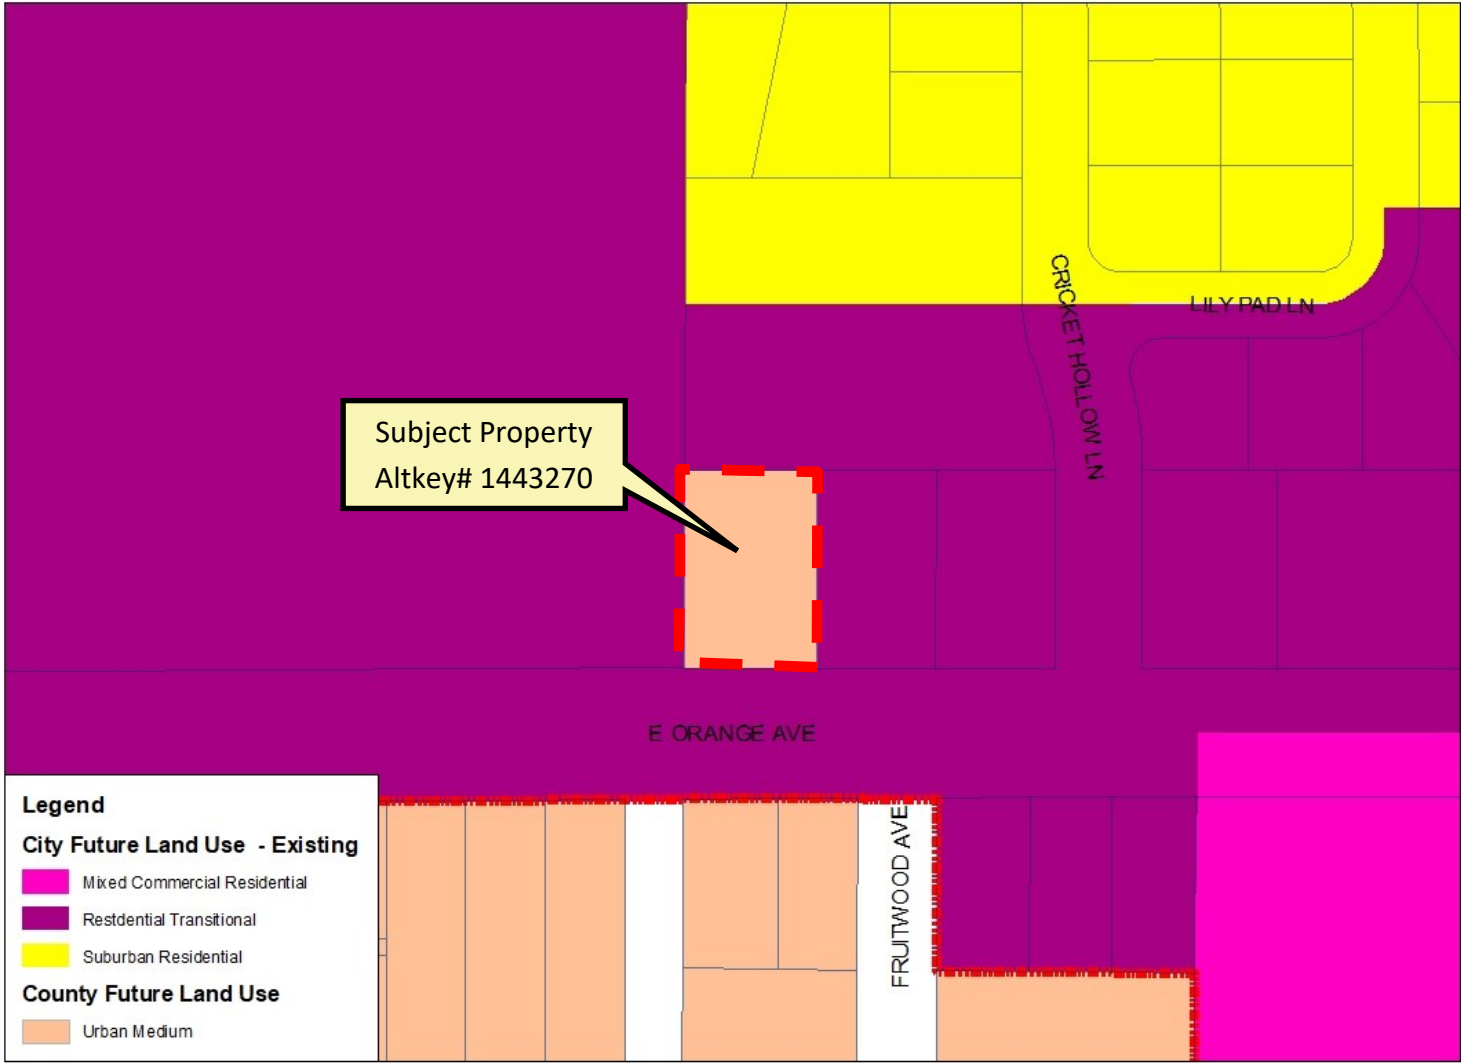 CRICKET HOLLOW LN
LILY PAD LN
Subject Property
Altkey# 1443270
E ORANGE AVE
FRUITWOOD AVE
Legend
City Future Land Use - Existing
Mixed Commercial Residential
Restdential Transitional
Suburban Residential
County Future Land Use
Urban Medium